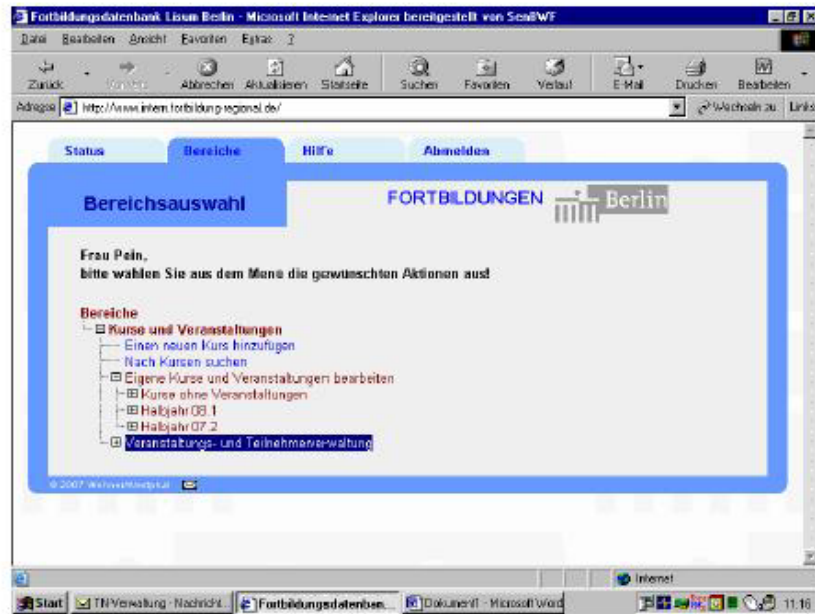 Fortbildungsdatenbank Lisum Berlin - Microsoft Internet Explorer bereitgestellt von SenBWF
Datei Bearbeiten Ansicht Favoriten Extras ?
Zurück Vorwärts Abbrechen Aktualisieren Startseite Suchen Favoriten Verlauf E-Mail Drucken Bearbeiten
Adresse http://www.intern.fortbildung-regional.de/ Wechseln zu Links
Status Bereiche Hilfe Abmelden
Bereichsauswahl FORTBILDUNGEN Berlin
Frau Pein,
bitte wählen Sie aus dem Menü die gewünschten Aktionen aus!
Bereiche
Kurse und Veranstaltungen
Einen neuen Kurs hinzufügen
Nach Kursen suchen
Eigene Kurse und Veranstaltungen bearbeiten
Kurse ohne Veranstaltungen
Halbjahr 08.1
Halbjahr 07.2
Veranstaltungs- und Teilnehmerverwaltung
© 2007
Internet
Start TN-Verwaltung - Nachricht... Fortbildungsdatenban... Dokument1 - Microsoft Word 11:16